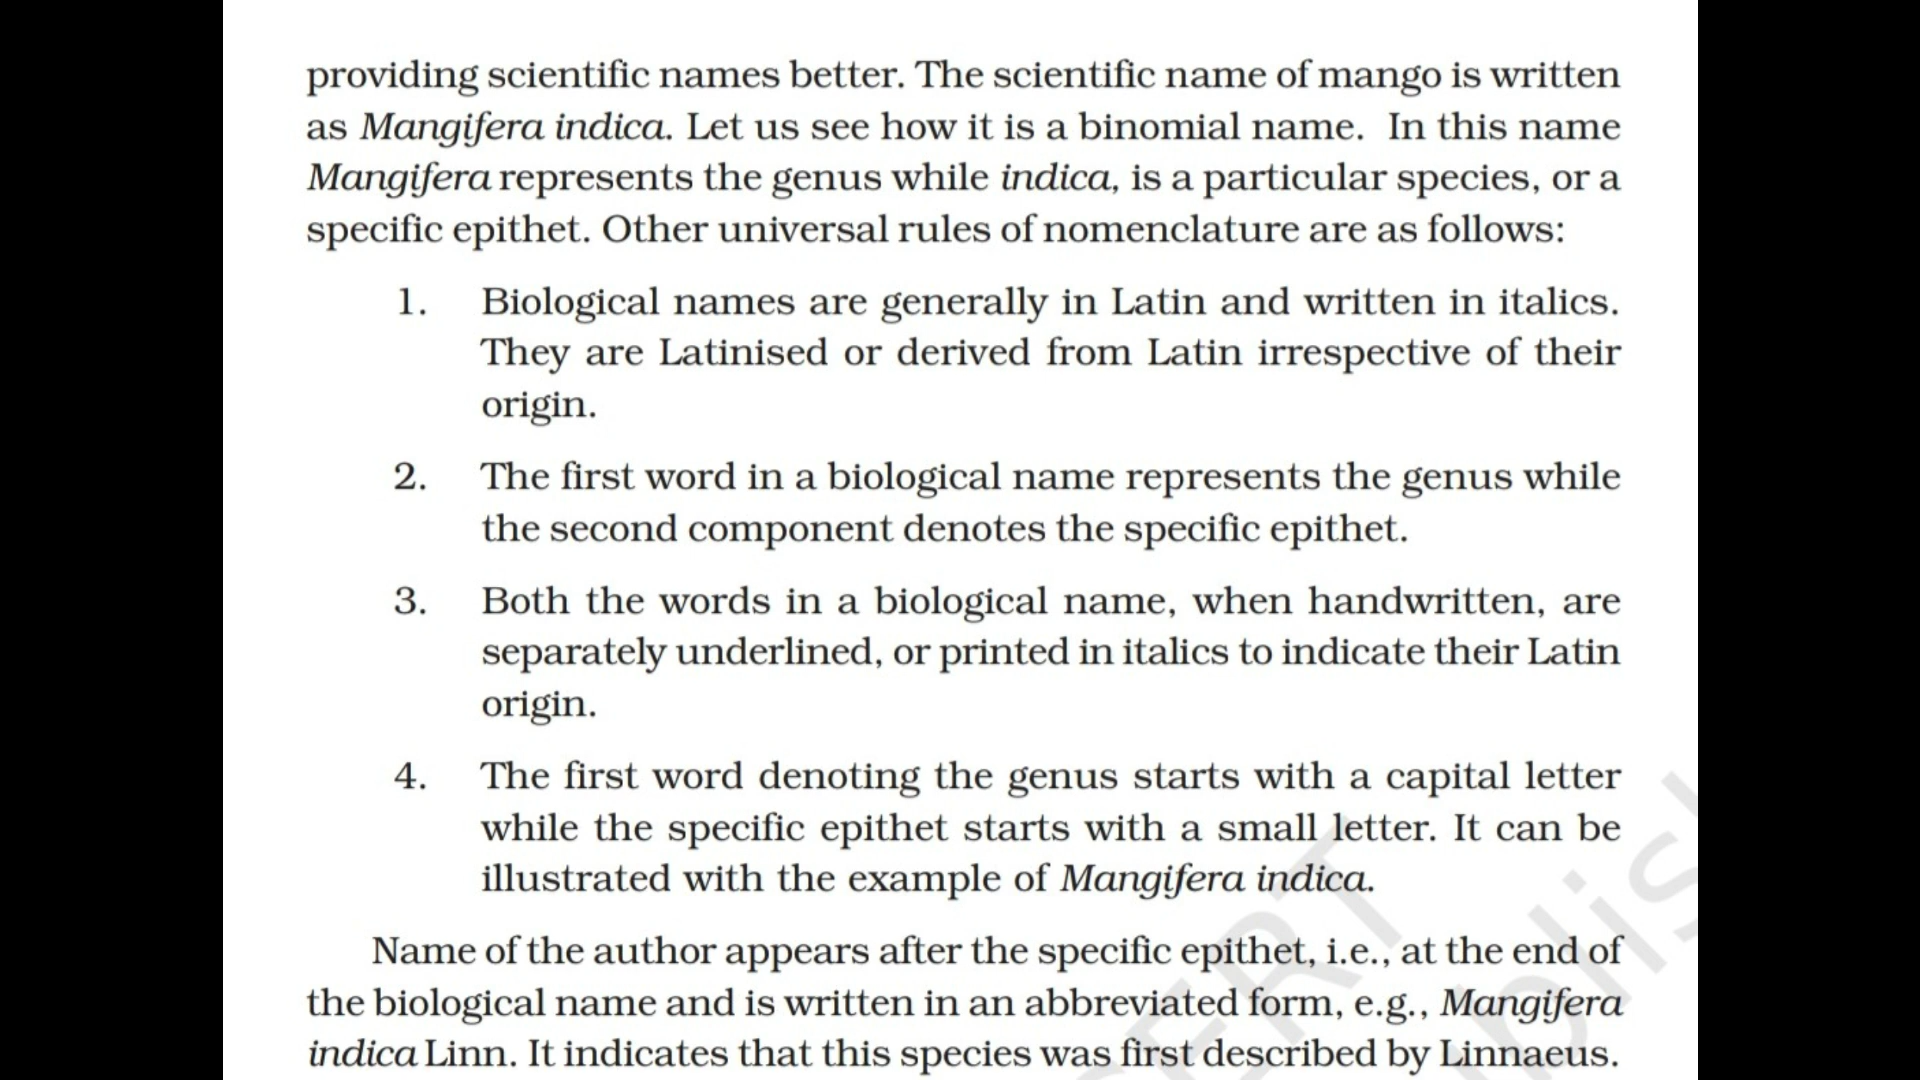 providing scientific names better. The scientific name of mango is written
as Mangifera indica. Let us see how it is a binomial name. In this name
Mangifera represents the genus while indica, is a particular species, or a
specific epithet. Other universal rules of nomenclature are as follows:
1. Biological names are generally in Latin and written in italics.
They are Latinised or derived from Latin irrespective of their
origin.
2. The first word in a biological name represents the genus while
the second component denotes the specific epithet.
3. Both the words in a biological name, when handwritten, are
separately underlined, or printed in italics to indicate their Latin
origin.
4. The first word denoting the genus starts with a capital letter
while the specific epithet starts with a small letter. It can be
illustrated with the example of Mangifera indica.
Name of the author appears after the specific epithet, i.e., at the end of
the biological name and is written in an abbreviated form, e.g., Mangifera
indica Linn. It indicates that this species was first described by Linnaeus.